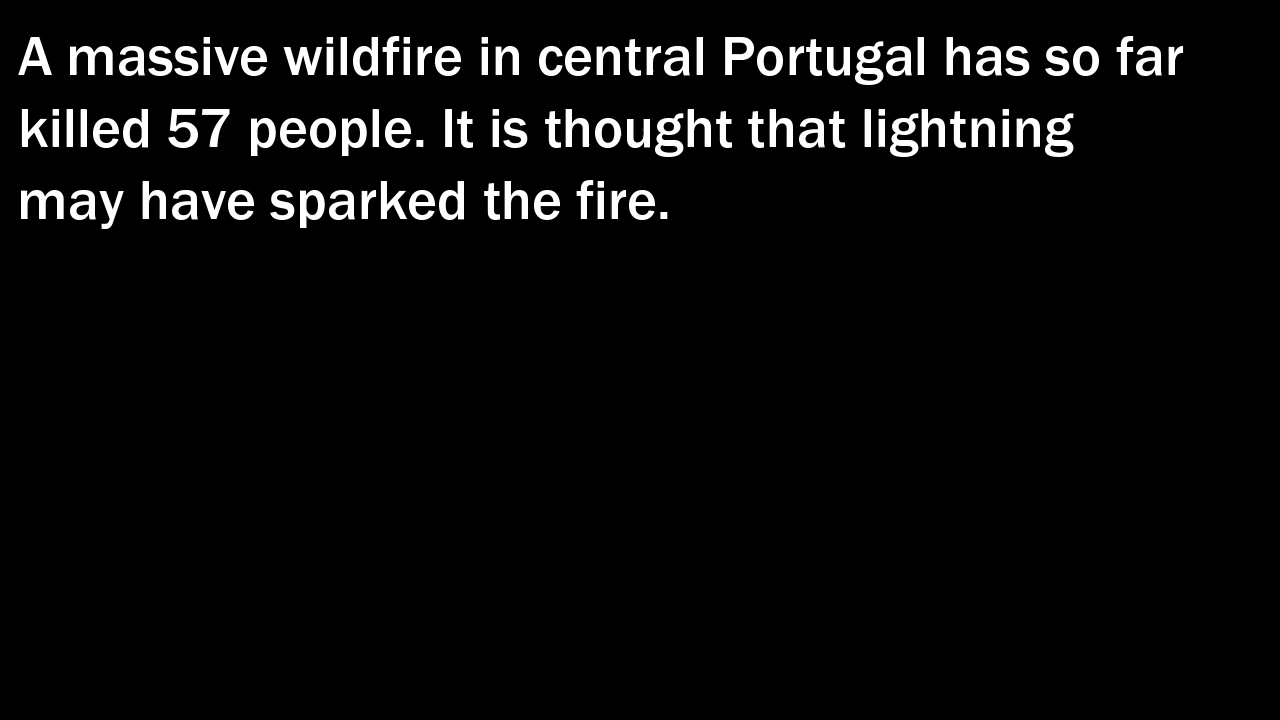 A massive wildfire in central Portugal has so far
killed 57 people. It is thought that lightning
may have sparked the fire.